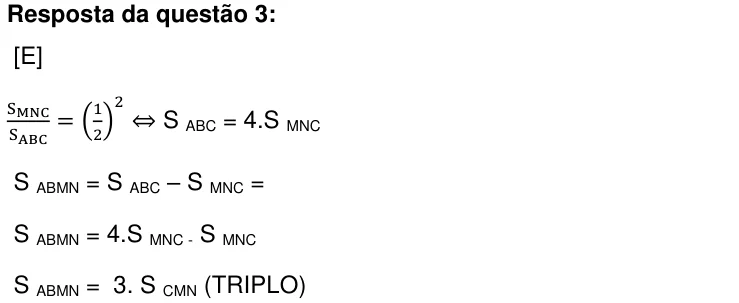 Resposta da questão 3:
[E]
S_MNC/S_ABC = (1/2)² ⇔ S ABC = 4.S MNC
S ABMN = S ABC – S MNC =
S ABMN = 4.S MNC - S MNC
S ABMN = 3. S CMN (TRIPLO)